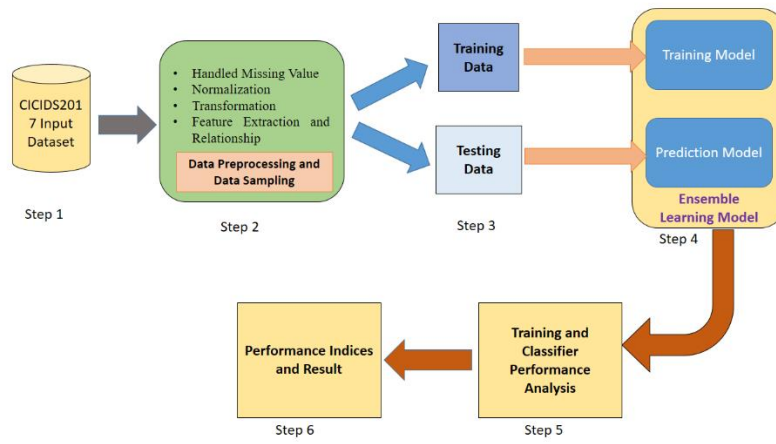 CICIDS201
7 Input
Dataset
Step 1
• Handled Missing Value
• Normalization
• Transformation
• Feature Extraction and
Relationship
Data Preprocessing and
Data Sampling
Step 2
Training
Data
Testing
Data
Step 3
Training Model
Prediction Model
Ensemble
Learning Model
Step 4
Training and
Classifier
Performance
Analysis
Step 5
Performance Indices
and Result
Step 6